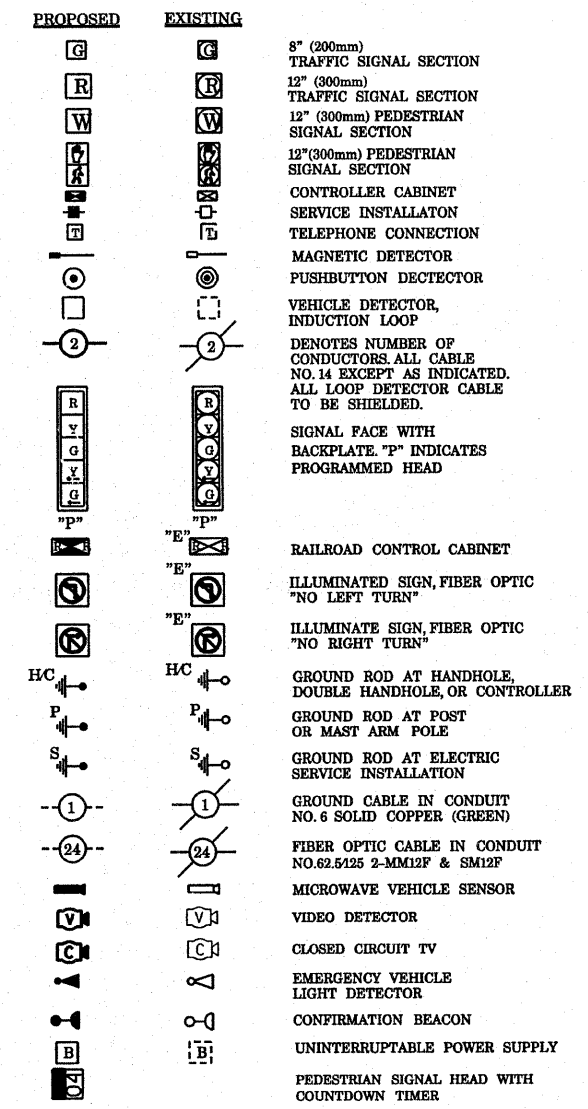 PROPOSED EXISTING
G G 8" (200mm)
TRAFFIC SIGNAL SECTION
R R 12" (300mm)
TRAFFIC SIGNAL SECTION
W W 12" (300mm) PEDESTRIAN
SIGNAL SECTION
12"(300mm) PEDESTRIAN
SIGNAL SECTION
CONTROLLER CABINET
SERVICE INSTALLATON
T T TELEPHONE CONNECTION
MAGNETIC DETECTOR
PUSHBUTTON DECTECTOR
VEHICLE DETECTOR,
INDUCTION LOOP
2 2 DENOTES NUMBER OF
CONDUCTORS. ALL CABLE
NO. 14 EXCEPT AS INDICATED.
ALL LOOP DETECTOR CABLE
TO BE SHIELDED.
R R
Y Y SIGNAL FACE WITH
G G BACKPLATE. "P" INDICATES
Y Y PROGRAMMED HEAD
G G
"P" "P"
"E"
R R R R RAILROAD CONTROL CABINET
"E"
ILLUMINATED SIGN, FIBER OPTIC
"NO LEFT TURN"
"E"
ILLUMINATE SIGN, FIBER OPTIC
"NO RIGHT TURN"
H/C H/C GROUND ROD AT HANDHOLE,
DOUBLE HANDHOLE, OR CONTROLLER
P P GROUND ROD AT POST
OR MAST ARM POLE
S S GROUND ROD AT ELECTRIC
SERVICE INSTALLATION
1 1 GROUND CABLE IN CONDUIT
NO. 6 SOLID COPPER (GREEN)
24 24 FIBER OPTIC CABLE IN CONDUIT
NO.62.5/125 2-MM12F & SM12F
MICROWAVE VEHICLE SENSOR
V V VIDEO DETECTOR
C C CLOSED CIRCUIT TV
EMERGENCY VEHICLE
LIGHT DETECTOR
CONFIRMATION BEACON
B B UNINTERRUPTABLE POWER SUPPLY
PEDESTRIAN SIGNAL HEAD WITH
COUNTDOWN TIMER